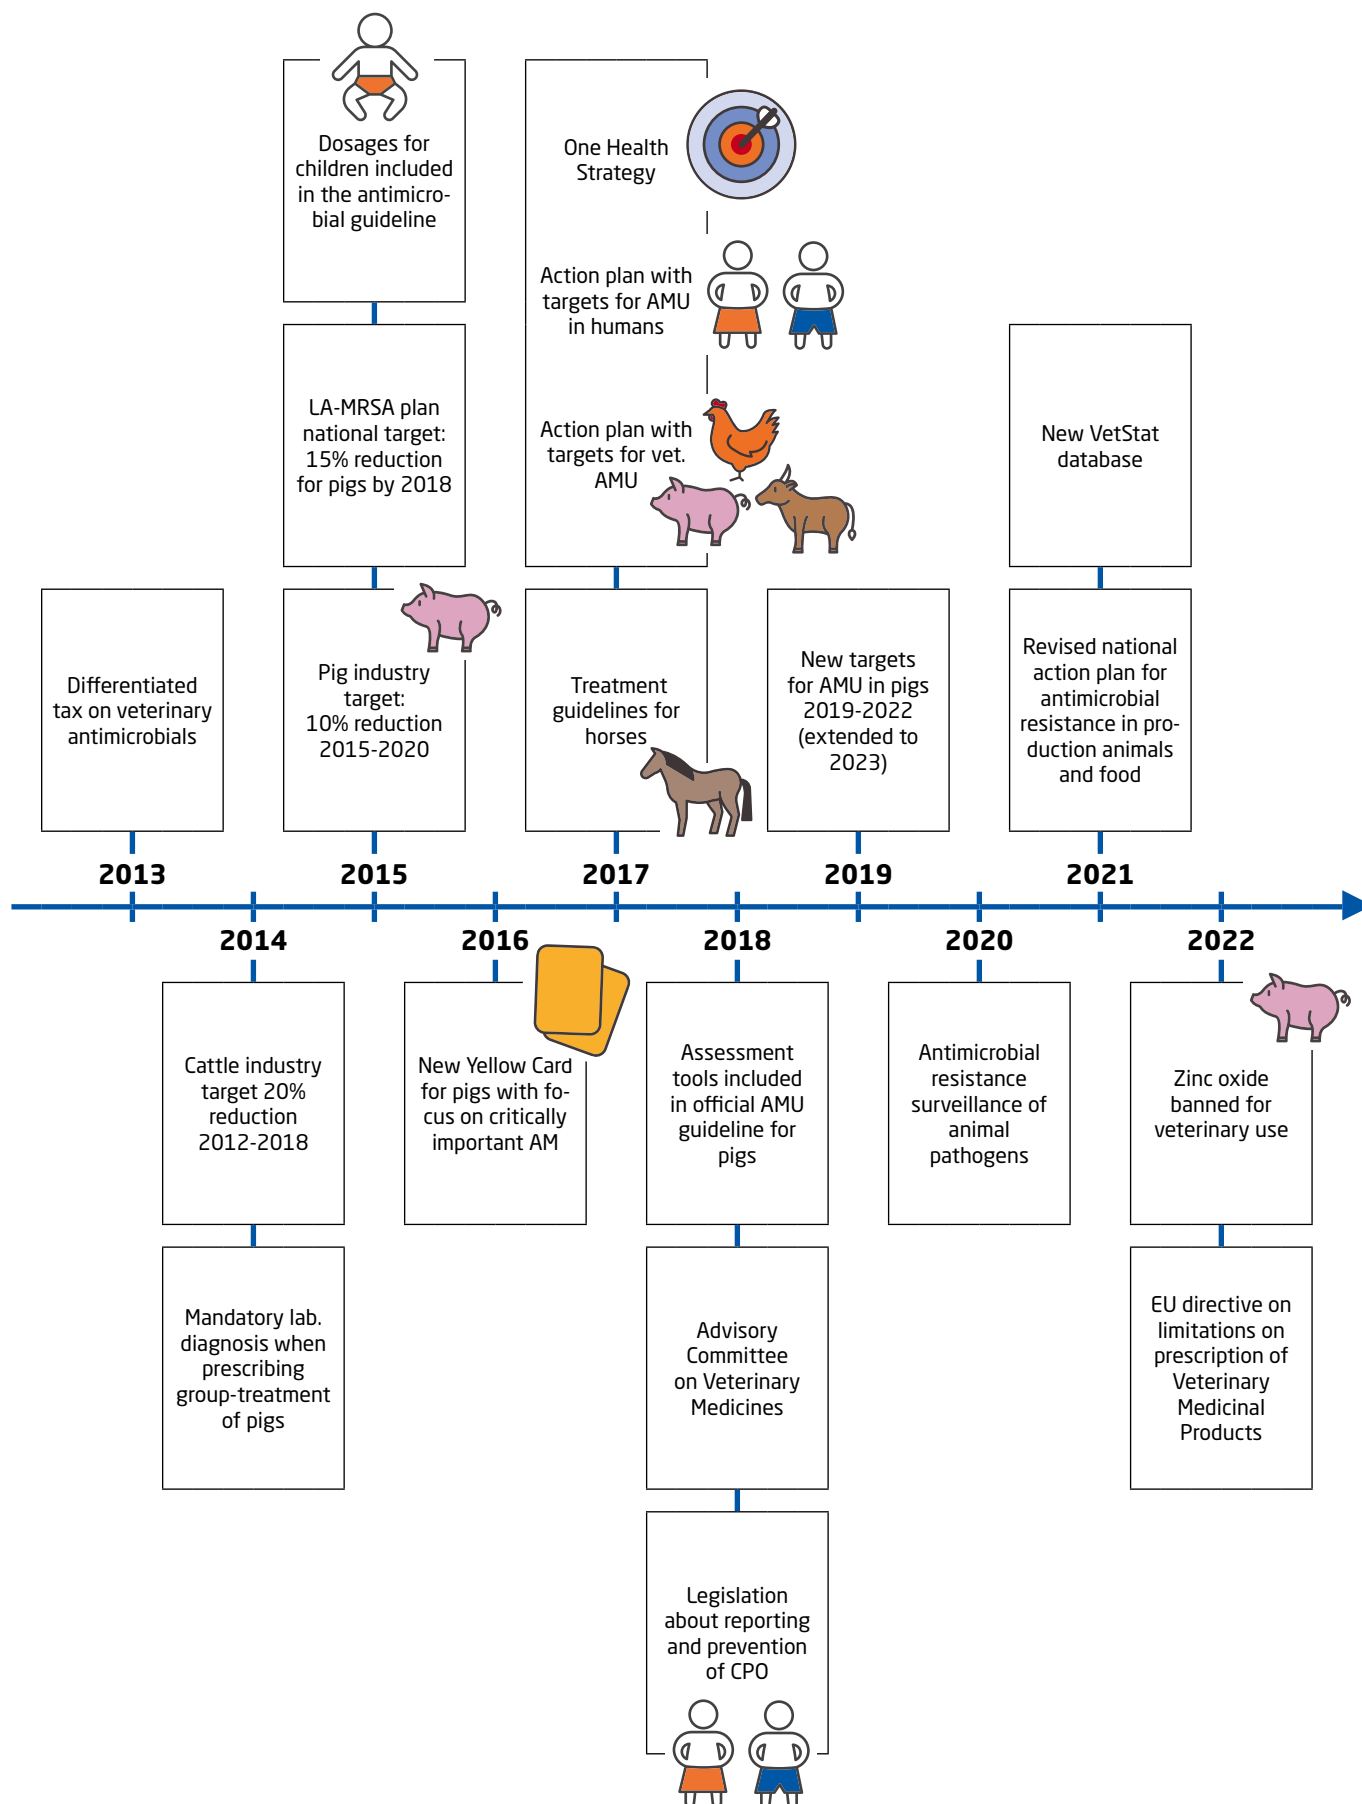 Dosages for
children included
in the antimicro-
bial guideline
LA-MRSA plan
national target:
15% reduction
for pigs by 2018
Pig industry
target:
10% reduction
2015-2020
One Health
Strategy
Action plan with
targets for AMU
in humans
Action plan with
targets for vet.
AMU
Treatment
guidelines for
horses
New VetStat
database
Revised national
action plan for
antimicrobial
resistance in pro-
duction animals
and food
Differentiated
tax on veterinary
antimicrobials
New targets
for AMU in pigs
2019-2022
(extended to
2023)
2013
2015
2017
2019
2021
2014
2016
2018
2020
2022
Cattle industry
target 20%
reduction
2012-2018
Mandatory lab.
diagnosis when
prescribing
group-treatment
of pigs
New Yellow Card
for pigs with fo-
cus on critically
important AM
Assessment
tools included
in official AMU
guideline for
pigs
Advisory
Committee
on Veterinary
Medicines
Legislation
about reporting
and prevention
of CPO
Antimicrobial
resistance
surveillance of
animal
pathogens
Zinc oxide
banned for
veterinary use
EU directive on
limitations on
prescription of
Veterinary
Medicinal
Products